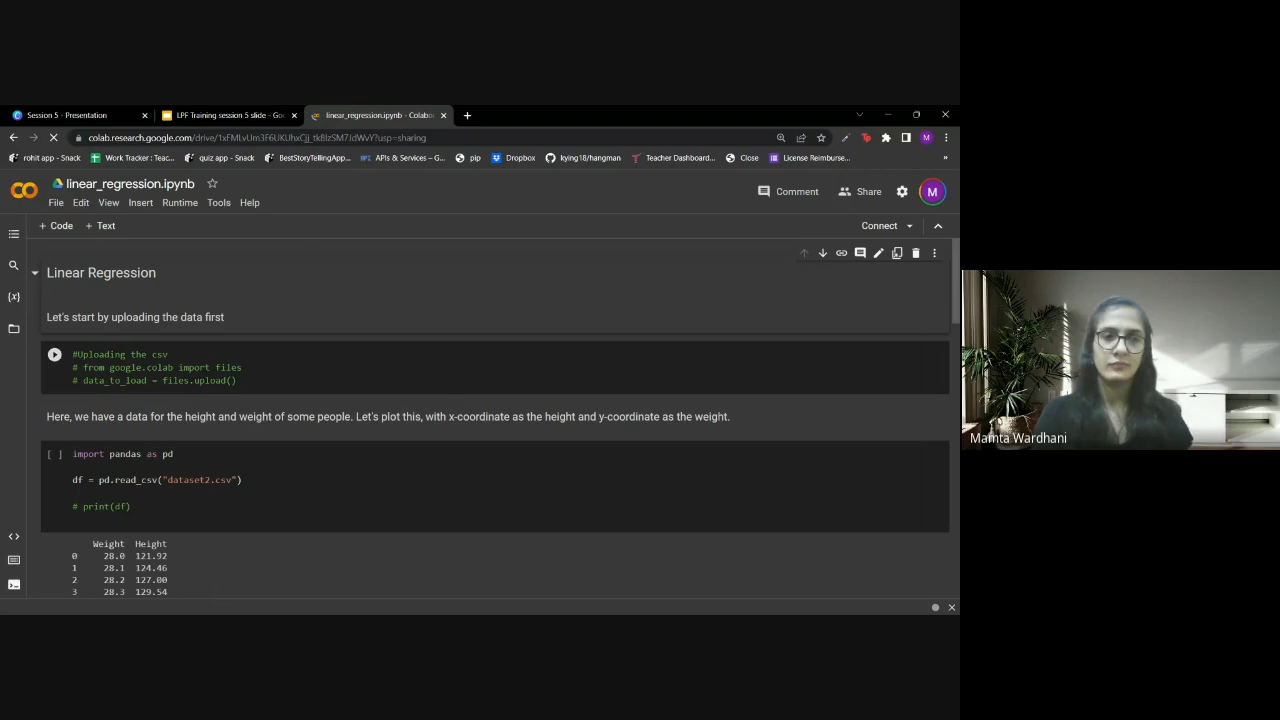 Session 5 - Presentation
LPF Training session 5 slide - Goo
linear_regression.ipynb - Colabo
colab.research.google.com/drive/
?usp=sharing
rohit app - Snack
Work Tracker : Teac...
quiz app - Snack
BestStoryTellingApp...
APIs & Services – G...
pip
Dropbox
kying18/hangman
Teacher Dashboard...
Close
License Reimburse...
M
»
CO
linear_regression.ipynb
Comment
Share
M
File Edit View Insert Runtime Tools Help
+ Code + Text
Connect
Linear Regression
Let's start by uploading the data first
#Uploading the csv
# from google.colab import files
# data_to_load = files.upload()
Here, we have a data for the height and weight of some people. Let's plot this, with x-coordinate as the height and y-coordinate as the weight.
[ ] import pandas as pd
df = pd.read_csv("dataset2.csv")
# print(df)
Weight Height
0 28.0 121.92
1 28.1 124.46
2 28.2 127.00
3 28.3 129.54
Mamta Wardhani